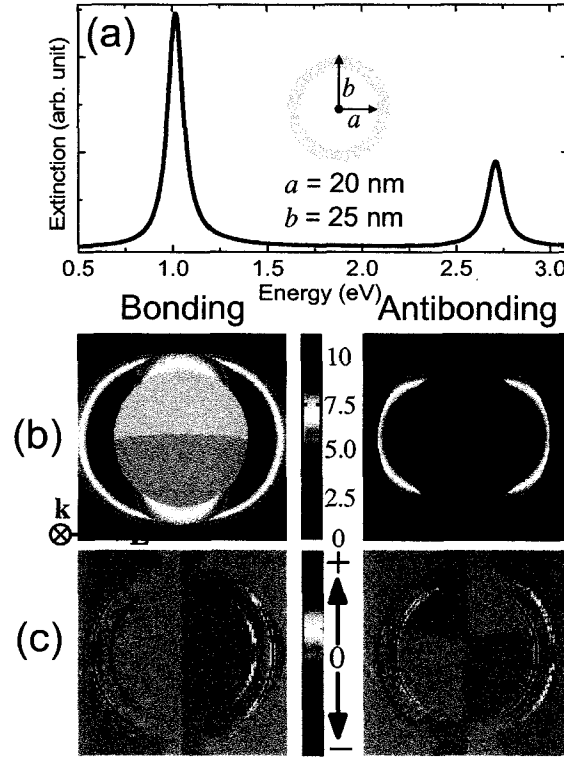 (a)
Extinction (arb. unit)
b
a
a = 20 nm
b = 25 nm
0.5 1.0 1.5 2.0 2.5 3.0
Energy (eV)
Bonding Antibonding
(b)
10
7.5
5.0
2.5
0
k
(c)
+
0
−